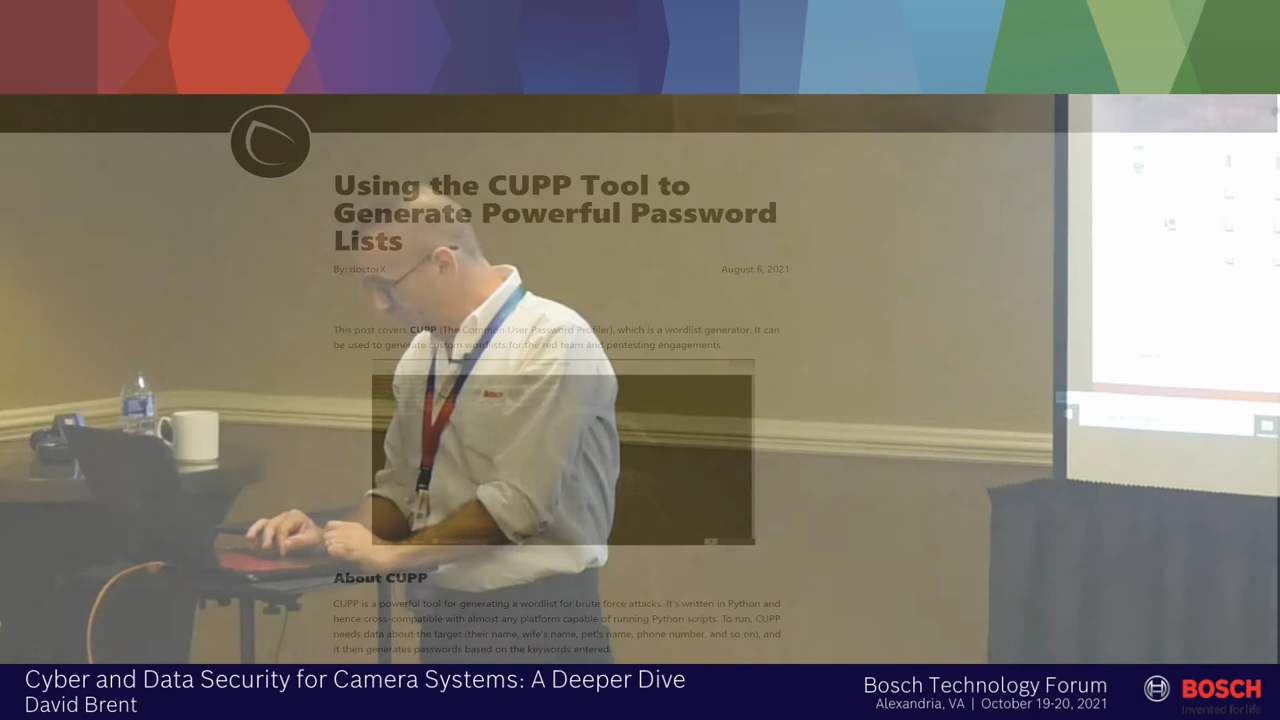 Using the CUPP Tool to
Generate Powerful Password
Lists
By: doctorX
August 6, 2021
This post covers CUPP (The Common User Password Profiler), which is a wordlist generator. It can
be used to generate custom wordlists for the red team and pentesting engagements.
BOSCH
About CUPP
CUPP is a powerful tool for generating a wordlist for brute force attacks. It's written in Python and
hence cross-compatible with almost any platform capable of running Python scripts. To run, CUPP
needs data about the target (their name, wife's name, pet's name, phone number, and so on), and
it then generates passwords based on the keywords entered.
Cyber and Data Security for Camera Systems: A Deeper Dive
David Brent
Bosch Technology Forum
Alexandria, VA | October 19-20, 2021
BOSCH
Invented for life